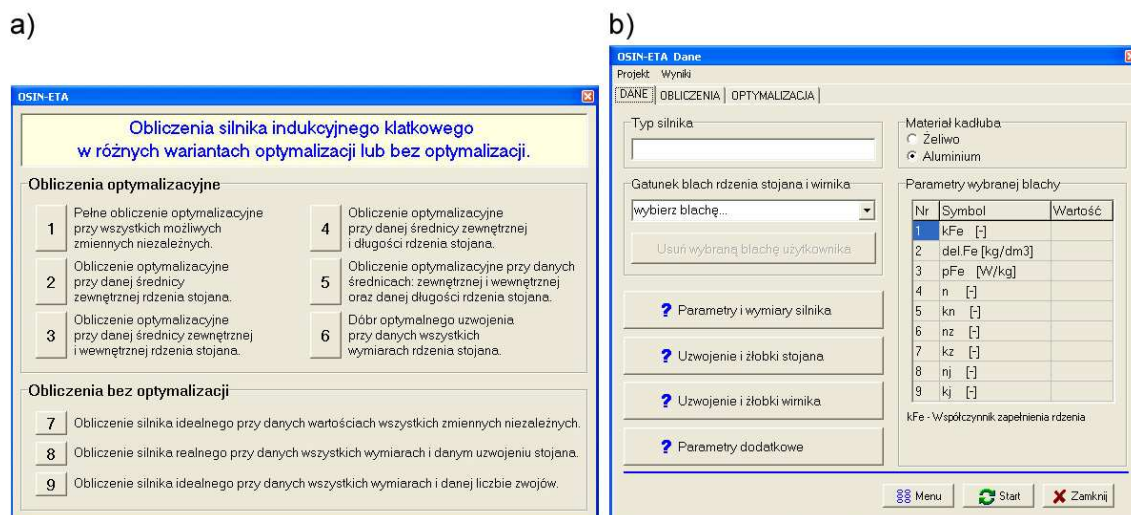 a)
OSIN-ETA
Obliczenia silnika indukcyjnego klatkowego
w różnych wariantach optymalizacji lub bez optymalizacji.
Obliczenia optymalizacyjne
1
Pełne obliczenie optymalizacyjne
przy wszystkich możliwych
zmiennych niezależnych.
2
Obliczenie optymalizacyjne
przy danej średnicy
zewnętrznej rdzenia stojana.
3
Obliczenie optymalizacyjne
przy danej średnicy zewnętrznej
i wewnętrznej rdzenia stojana.
4
Obliczenie optymalizacyjne
przy danej średnicy zewnętrznej
i długości rdzenia stojana.
5
Obliczenie optymalizacyjne przy danych
średnicach: zewnętrznej i wewnętrznej
oraz danej długości rdzenia stojana.
6
Dóbr optymalnego uzwojenia
przy danych wszystkich
wymiarach rdzenia stojana.
Obliczenia bez optymalizacji
7 Obliczenie silnika idealnego przy danych wartościach wszystkich zmiennych niezależnych.
8 Obliczenie silnika realnego przy danych wszystkich wymiarach i danym uzwojeniu stojana.
9 Obliczenie silnika idealnego przy danych wszystkich wymiarach i danej liczbie zwojów.
b)
OSIN-ETA Dane
Projekt Wyniki
DANE OBLICZENIA OPTYMALIZACJA
Typ silnika
Gatunek blach rdzenia stojana i wirnika
wybierz blachę...
Usuń wybraną blachę użytkownika
? Parametry i wymiary silnika
? Uzwojenie i żłobki stojana
? Uzwojenie i żłobki wirnika
? Parametry dodatkowe
Materiał kadłuba
Żeliwo
Aluminium
Parametry wybranej blachy
Nr Symbol Wartość
1 kFe [-]
2 del.Fe [kg/dm3]
3 pFe [W/kg]
4 n [-]
5 kn [-]
6 nz [-]
7 kz [-]
8 nj [-]
9 kj [-]
kFe - Współczynnik zapełnienia rdzenia
Menu Start Zamknij